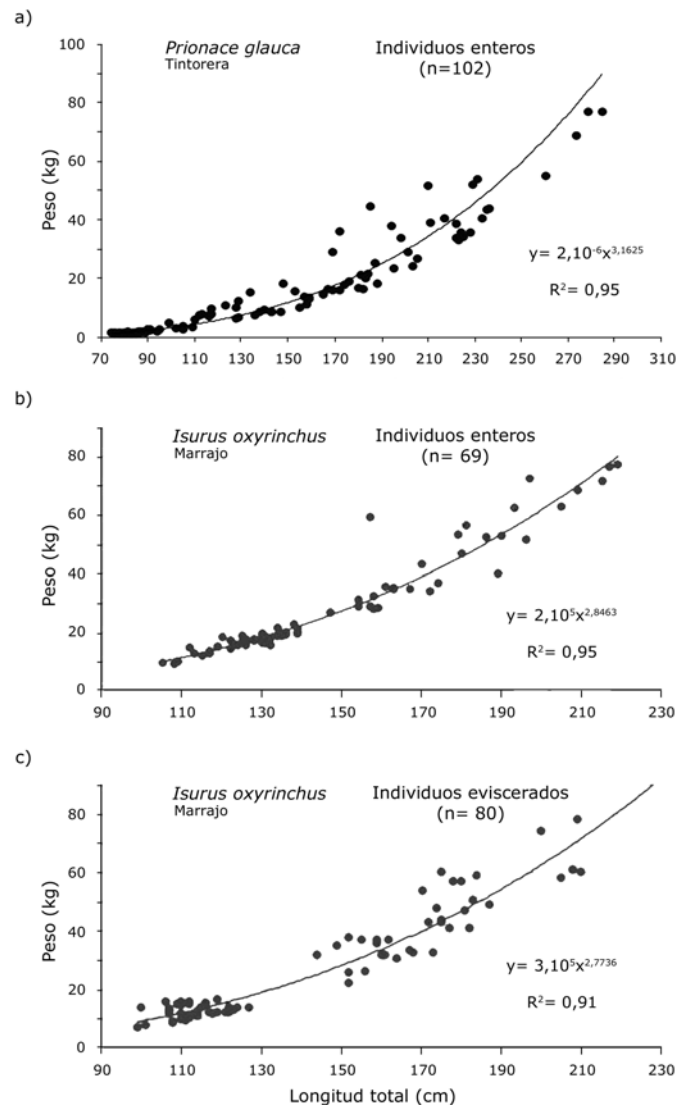 a)
Prionace glauca
Tintorera
Individuos enteros
(n=102)
100
80
60
40
20
0
Peso (kg)
y= 2,10-6x3,1625
R2= 0,95
70 90 110 130 150 170 190 210 230 250 270 290 310
b)
Isurus oxyrinchus
Marrajo
Individuos enteros
(n= 69)
80
60
40
20
0
Peso (kg)
y= 2,105x2,8463
R2= 0,95
90 110 130 150 170 190 210 230
c)
Isurus oxyrinchus
Marrajo
Individuos eviscerados
(n= 80)
80
60
40
20
0
Peso (kg)
y= 3,105x2,7736
R2= 0,91
90 110 130 150 170 190 210 230
Longitud total (cm)